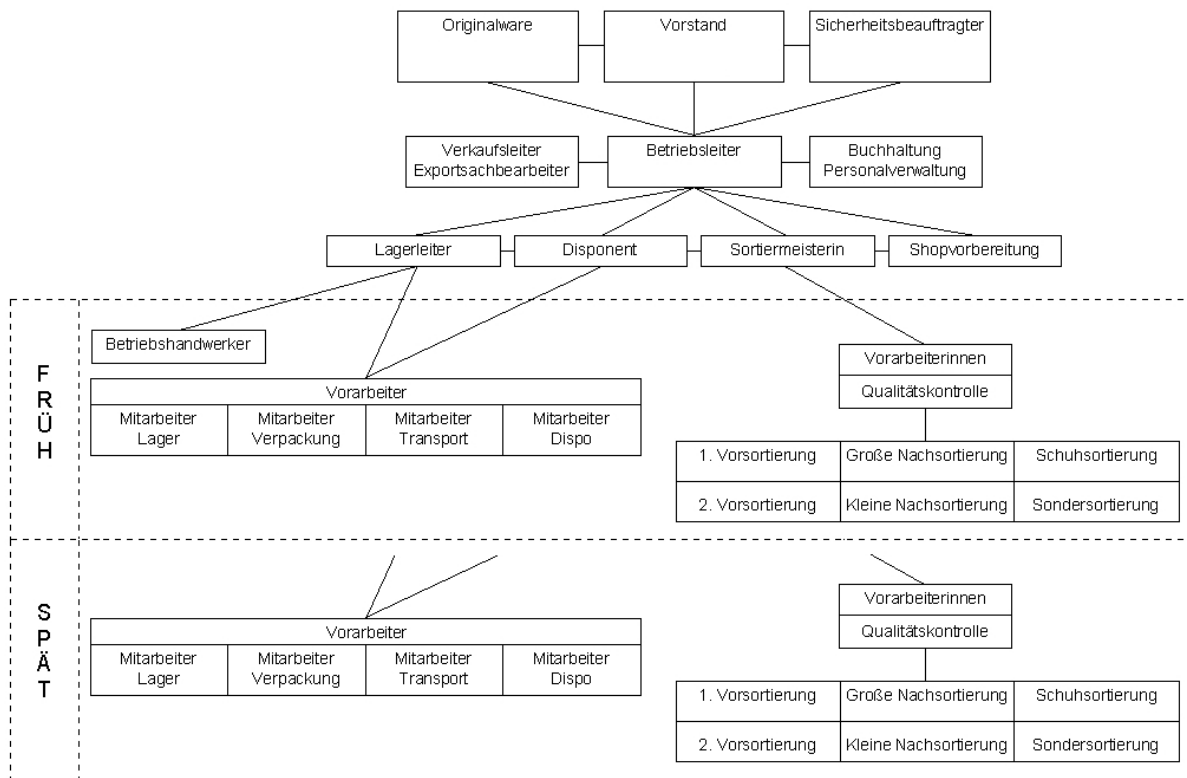 Originalware
Vorstand
Sicherheitsbeauftragter
Verkaufsleiter
Exportsachbearbeiter
Betriebsleiter
Buchhaltung
Personalverwaltung
Lagerleiter
Disponent
Sortiermeisterin
Shopvorbereitung
FRÜH
Betriebshandwerker
Vorarbeiter
Mitarbeiter
Lager
Mitarbeiter
Verpackung
Mitarbeiter
Transport
Mitarbeiter
Dispo
Vorarbeiterinnen
Qualitätskontrolle
1. Vorsortierung
Große Nachsortierung
Schuhsortierung
2. Vorsortierung
Kleine Nachsortierung
Sondersortierung
SPÄT
Vorarbeiter
Mitarbeiter
Lager
Mitarbeiter
Verpackung
Mitarbeiter
Transport
Mitarbeiter
Dispo
Vorarbeiterinnen
Qualitätskontrolle
1. Vorsortierung
Große Nachsortierung
Schuhsortierung
2. Vorsortierung
Kleine Nachsortierung
Sondersortierung